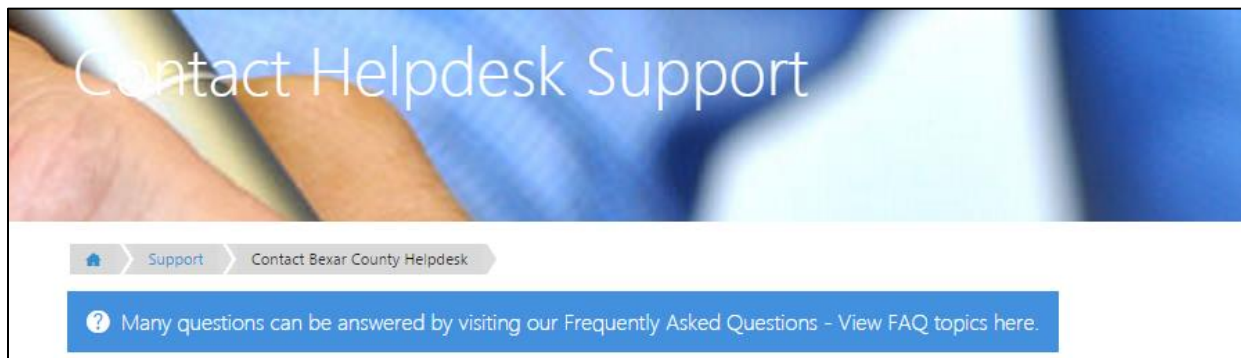 Contact Helpdesk Support
Support Contact Bexar County Helpdesk
Many questions can be answered by visiting our Frequently Asked Questions - View FAQ topics here.